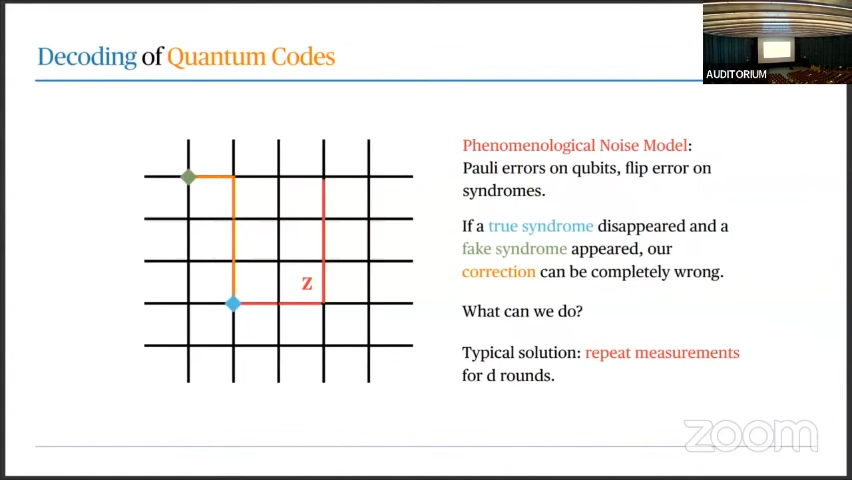 Decoding of Quantum Codes
AUDITORIUM
Phenomenological Noise Model:
Pauli errors on qubits, flip error on
syndromes.
If a true syndrome disappeared and a
fake syndrome appeared, our
correction can be completely wrong.
What can we do?
Typical solution: repeat measurements
for d rounds.
Z
zoom